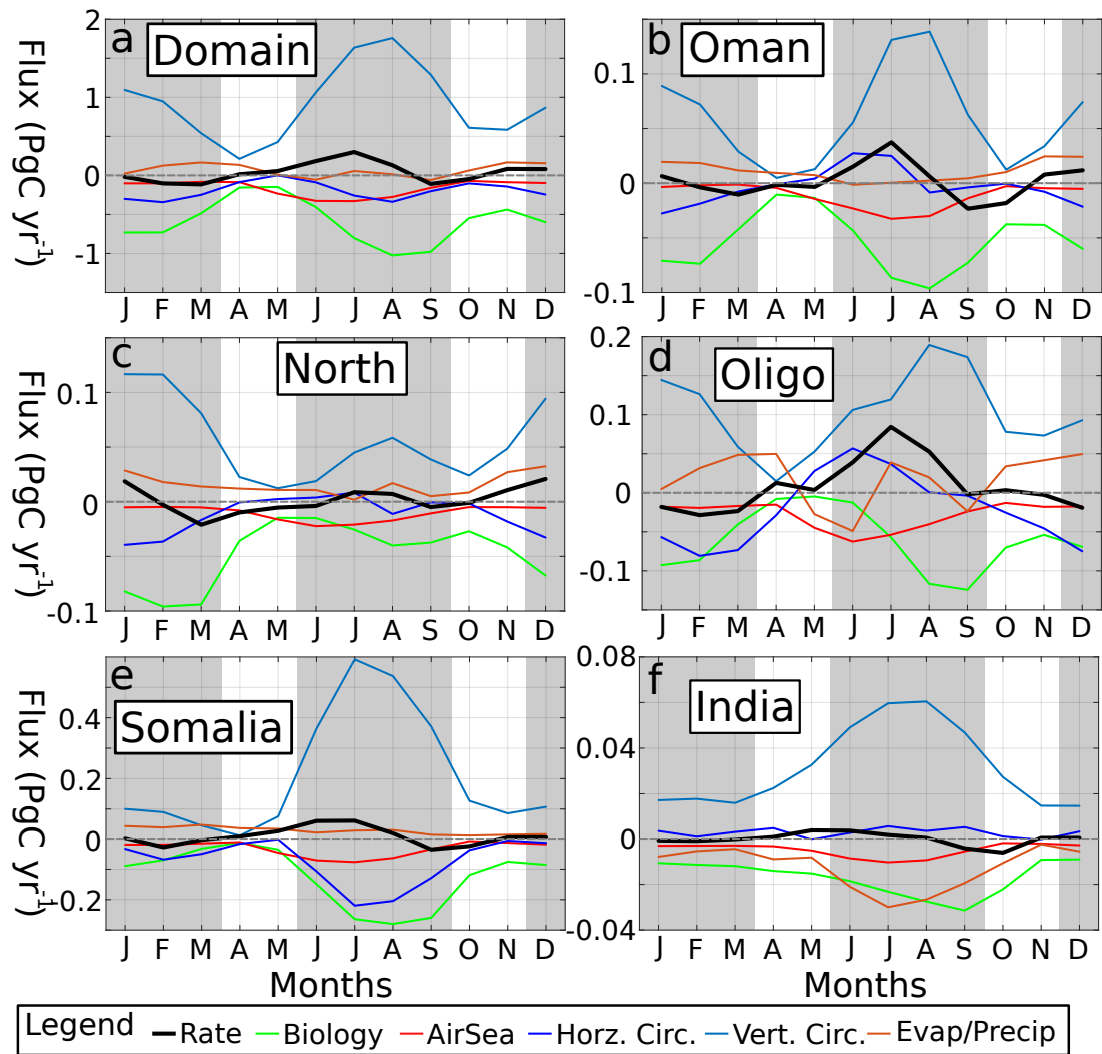 a Domain
Flux (PgC yr-1)
2
1
0
-1
J F M A M J J A S O N D
b Oman
0.1
0
-0.1
J F M A M J J A S O N D
c North
Flux (PgC yr-1)
0.1
0
-0.1
J F M A M J J A S O N D
d Oligo
0.2
0.1
0
-0.1
J F M A M J J A S O N D
e Somalia
Flux (PgC yr-1)
0.4
0.2
0
-0.2
J F M A M J J A S O N D
Months
f India
0.08
0.04
0
-0.04
J F M A M J J A S O N D
Months
Legend Rate Biology AirSea Horz. Circ. Vert. Circ. Evap/Precip